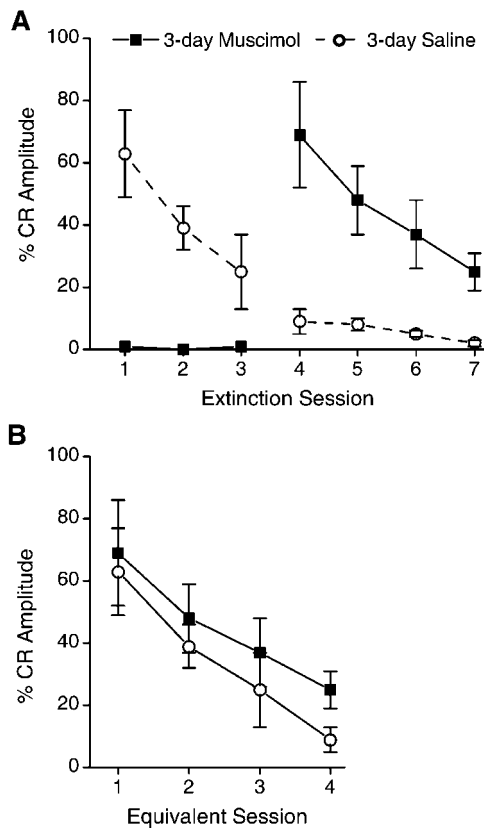 A
100
3-day Muscimol 3-day Saline
80
60
40
20
0
% CR Amplitude
1 2 3 4 5 6 7
Extinction Session
B
100
80
60
40
20
0
% CR Amplitude
1 2 3 4
Equivalent Session